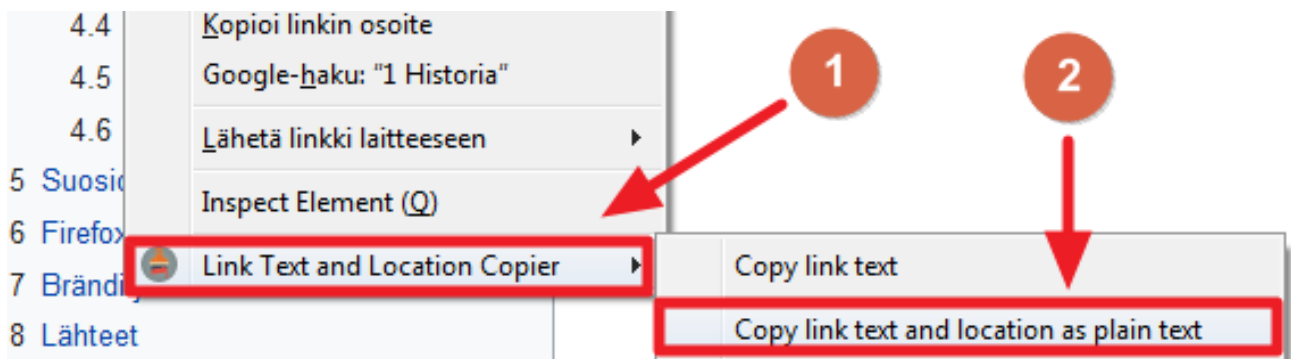 4.4
Kopioi linkin osoite
4.5
Google-haku: "1 Historia"
1
2
4.6
Lähetä linkki laitteeseen
5
Inspect Element (Q)
6 Firefox
Link Text and Location Copier
Copy link text
7
8 Lähteet
Copy link text and location as plain text